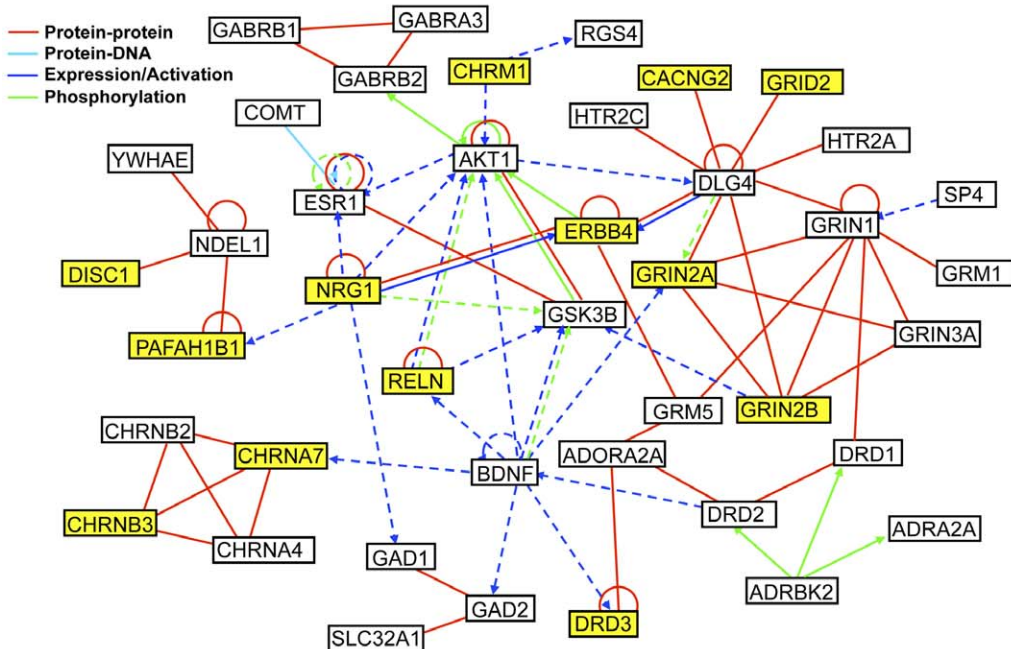 Protein-protein
Protein-DNA
Expression/Activation
Phosphorylation
GABRB1
GABRA3
GABRB2
RGS4
CHRM1
CACNG2
GRID2
COMT
HTR2C
HTR2A
YWHAE
AKT1
DLG4
SP4
ESR1
NDEL1
ERBB4
GRIN1
DISC1
NRG1
GRIN2A
GRM1
GSK3B
PAFAH1B1
GRIN3A
RELN
GRM5
GRIN2B
CHRNB2
CHRNA7
BDNF
ADORA2A
DRD1
CHRNB3
CHRNA4
DRD2
ADRA2A
GAD1
ADRBK2
GAD2
DRD3
SLC32A1